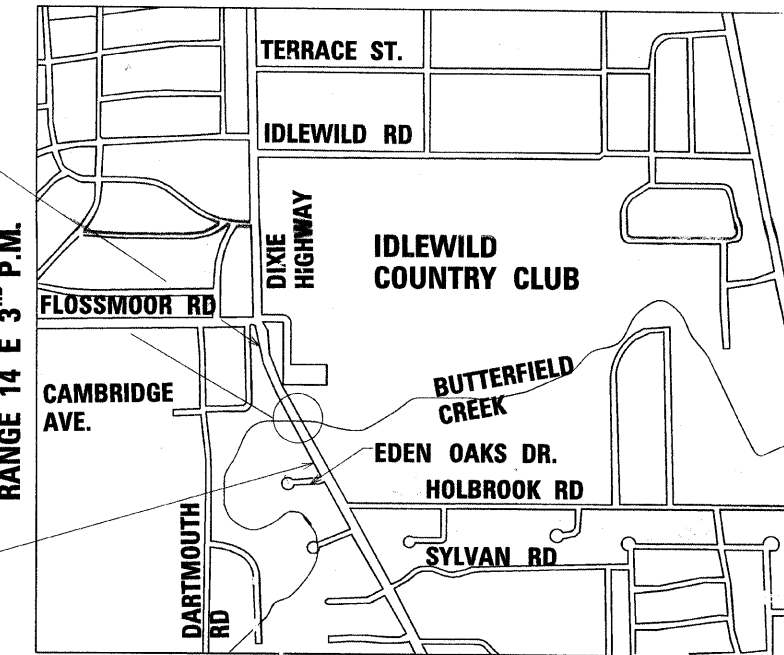 TERRACE ST.
IDLEWILD RD
DIXIE
HIGHWAY
IDLEWILD
COUNTRY CLUB
RANGE 14 E 3RD P.M.
FLOSSMOOR RD
CAMBRIDGE
AVE.
BUTTERFIELD
CREEK
EDEN OAKS DR.
HOLBROOK RD
DARTMOUTH
RD
SYLVAN RD